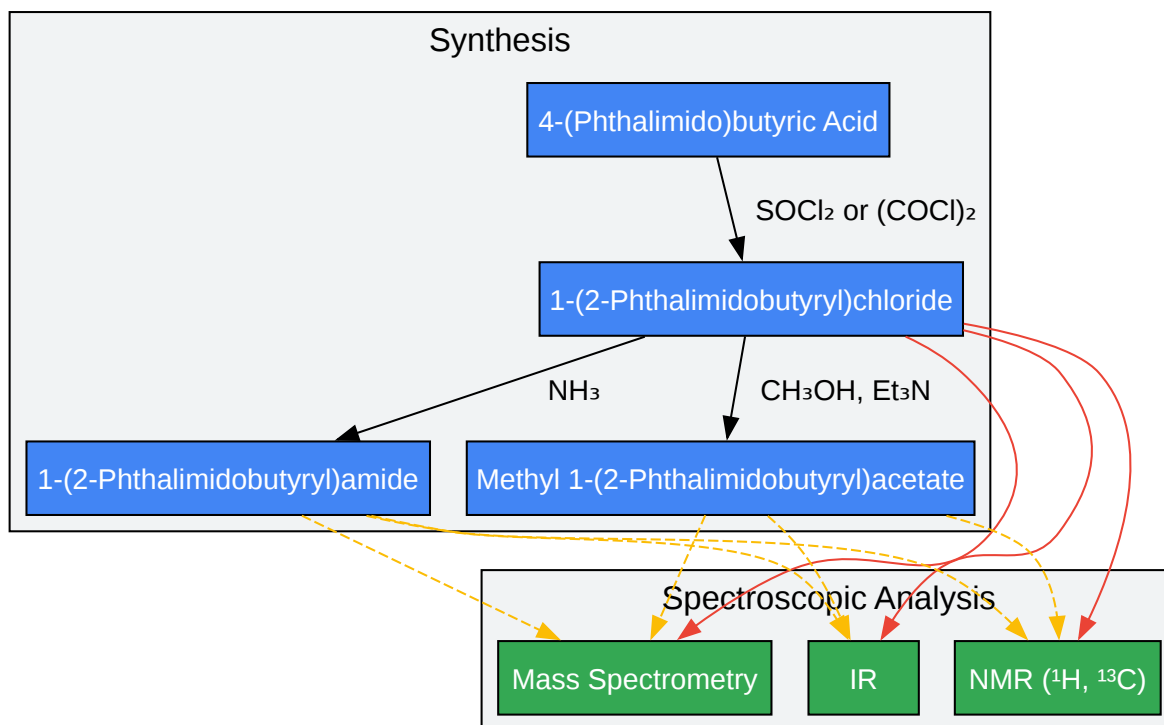 Synthesis
4-(Phthalimido)butyric Acid
SOCl₂ or (COCl)₂
1-(2-Phthalimidobutyryl)chloride
NH₃
CH₃OH, Et₃N
1-(2-Phthalimidobutyryl)amide
Methyl 1-(2-Phthalimidobutyryl)acetate
Spectroscopic Analysis
Mass Spectrometry
IR
NMR (¹H, ¹³C)